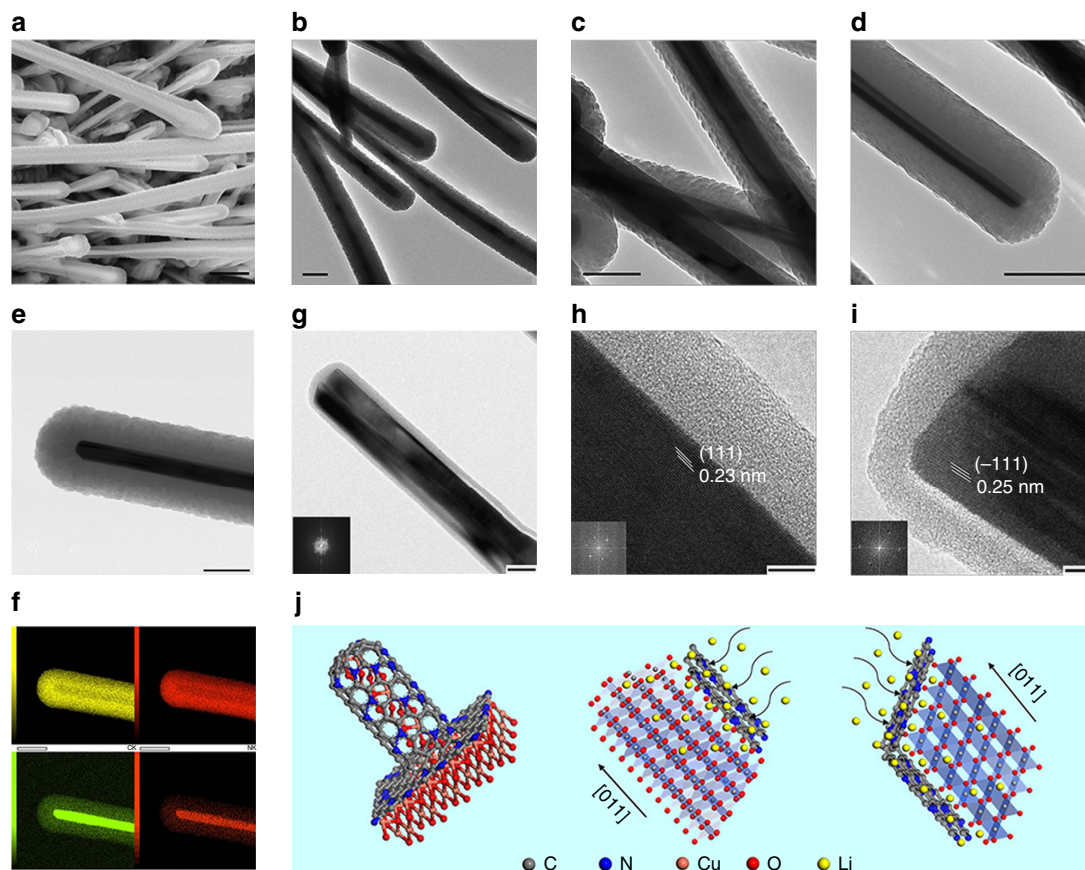 a
b
c
d
e
g
h
i
(111)
0.23 nm
(–111)
0.25 nm
f
j
CK
NK
[011]
[011]
C
N
Cu
O
Li